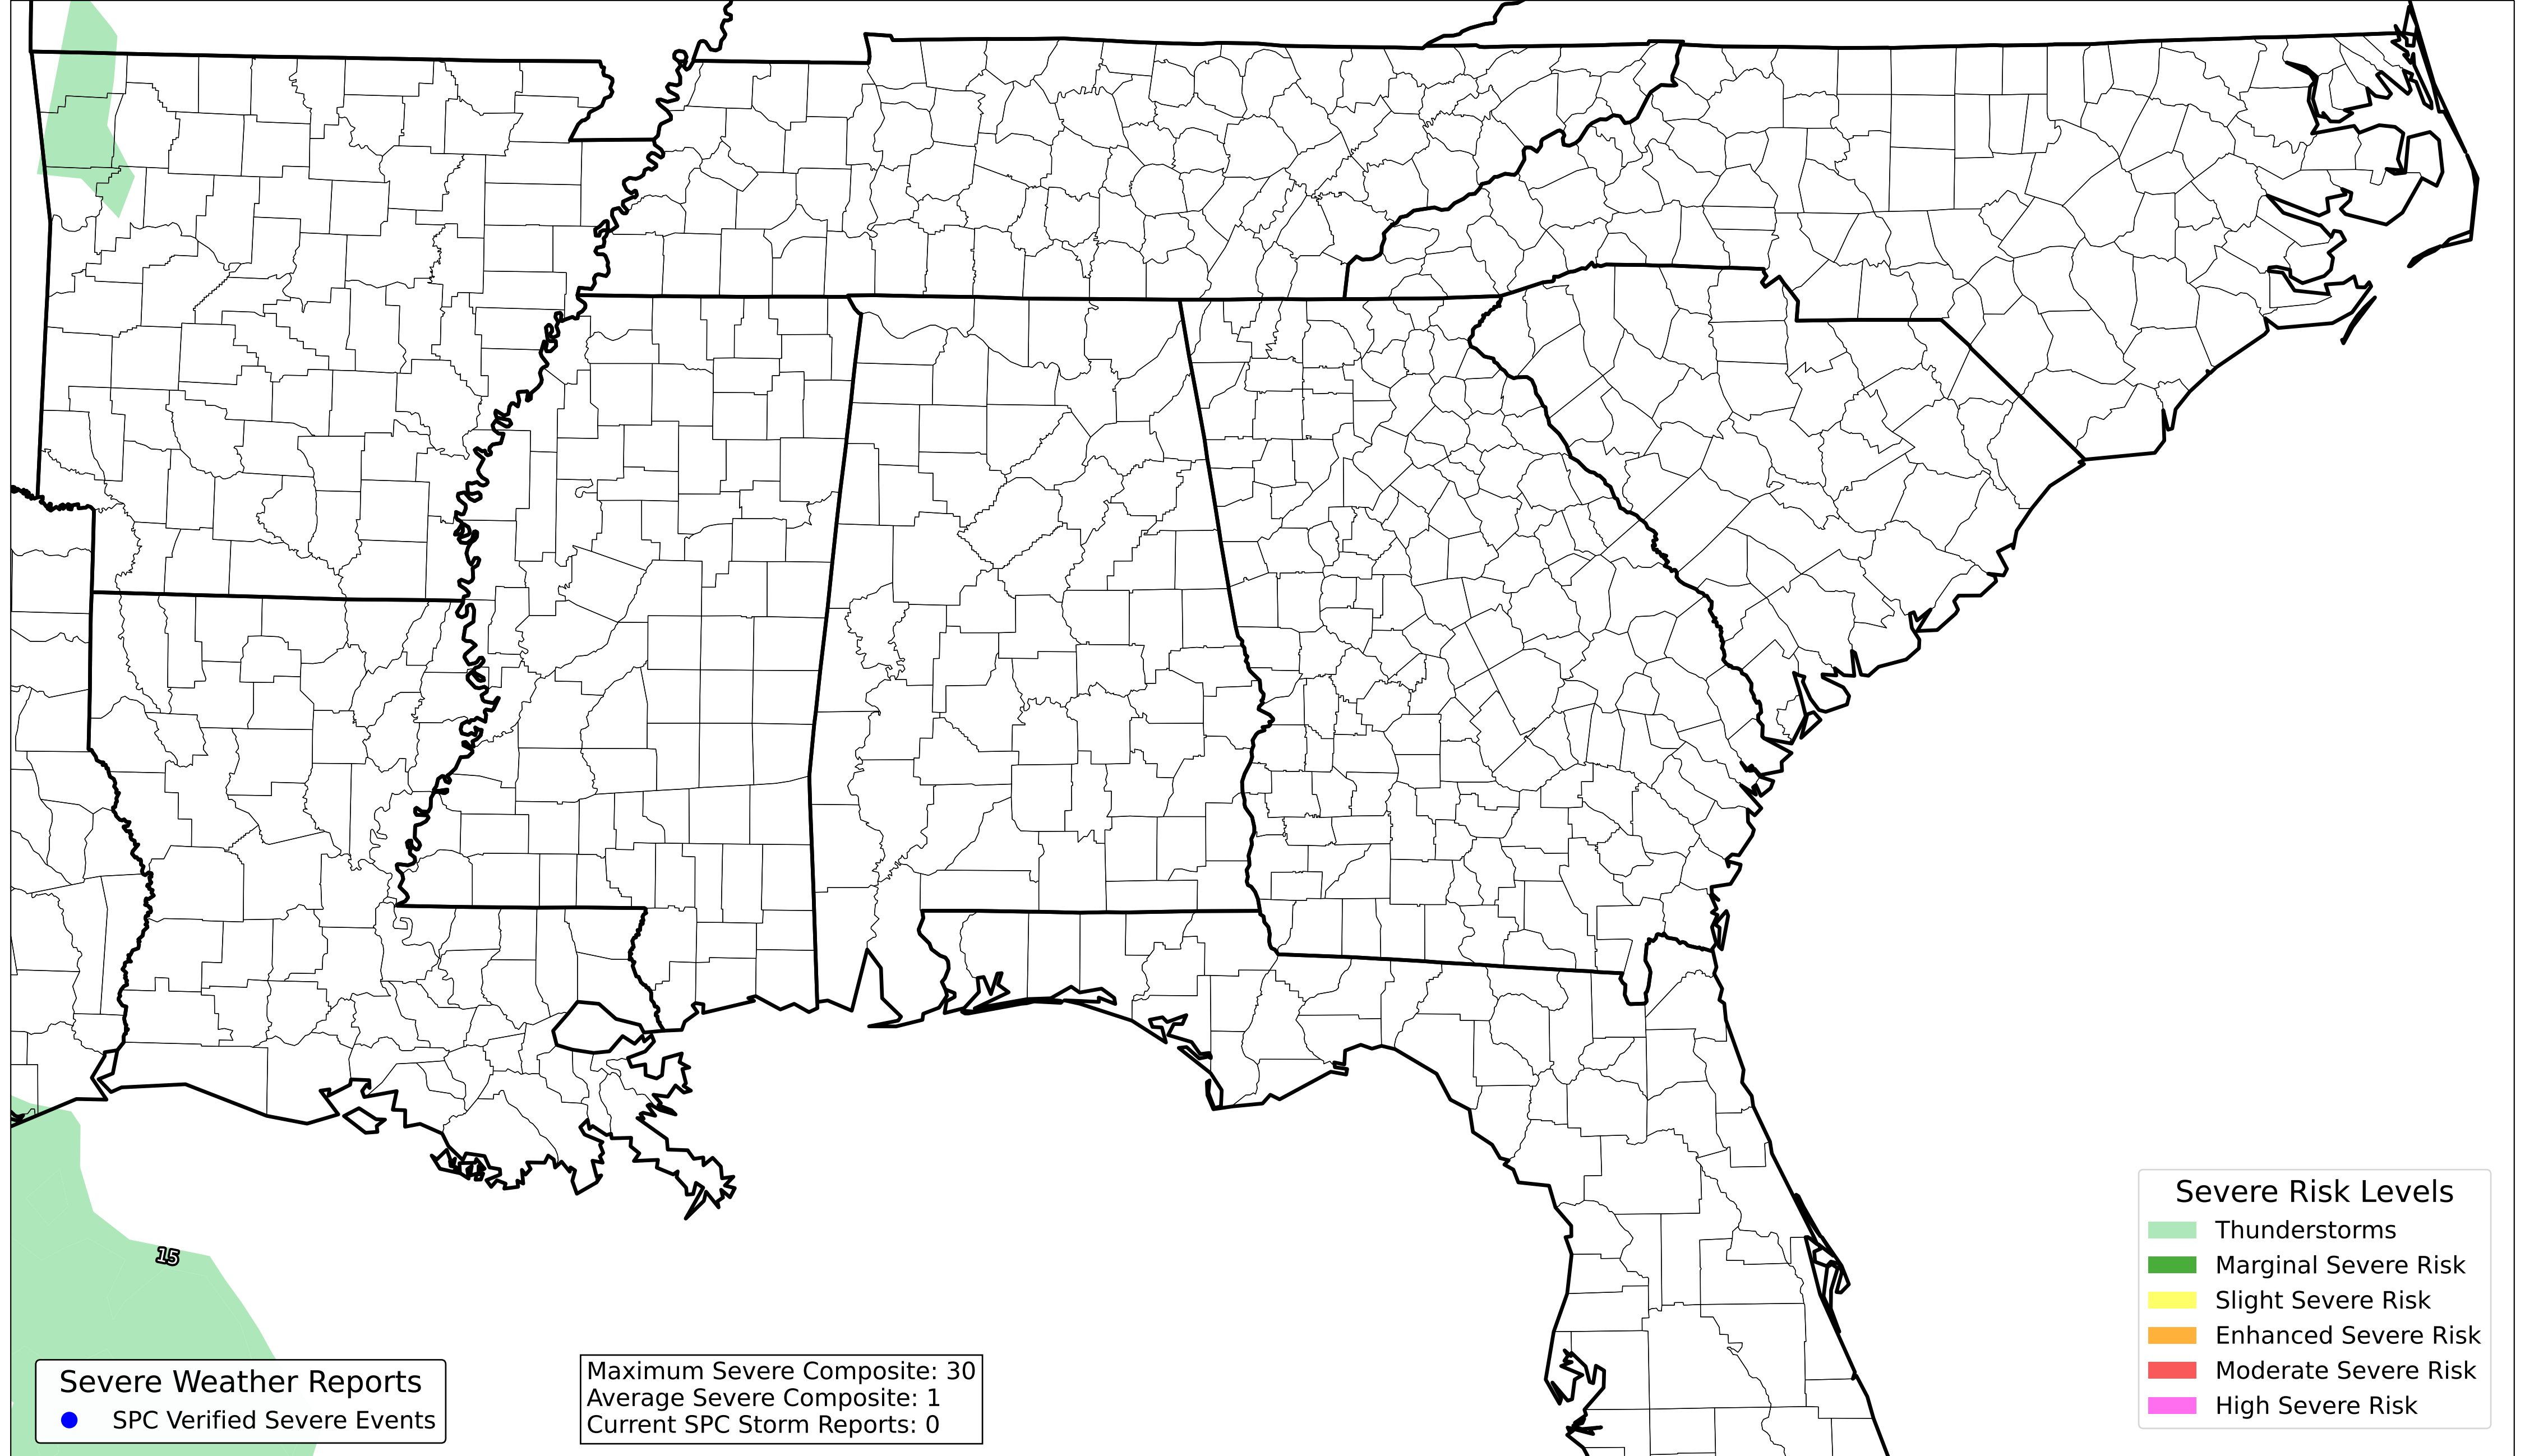 15
Severe Weather Reports
SPC Verified Severe Events
Maximum Severe Composite: 30
Average Severe Composite: 1
Current SPC Storm Reports: 0
Severe Risk Levels
Thunderstorms
Marginal Severe Risk
Slight Severe Risk
Enhanced Severe Risk
Moderate Severe Risk
High Severe Risk